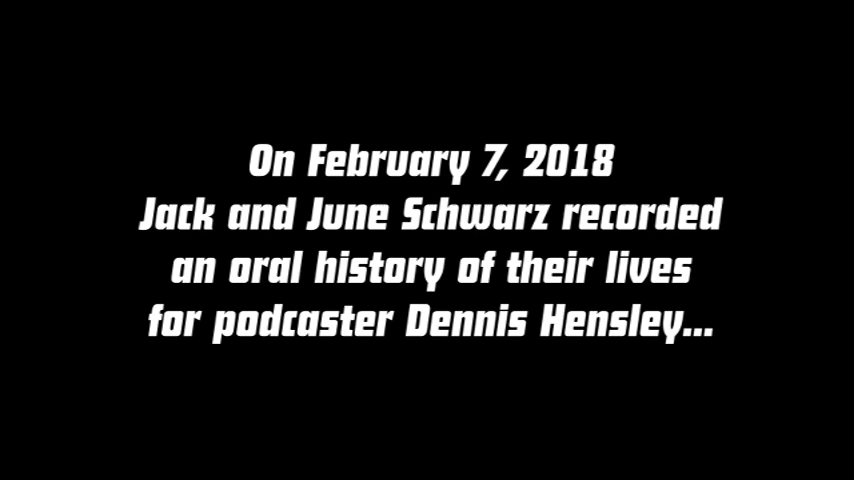 On February 7, 2018
Jack and June Schwarz recorded
an oral history of their lives
for podcaster Dennis Hensley...